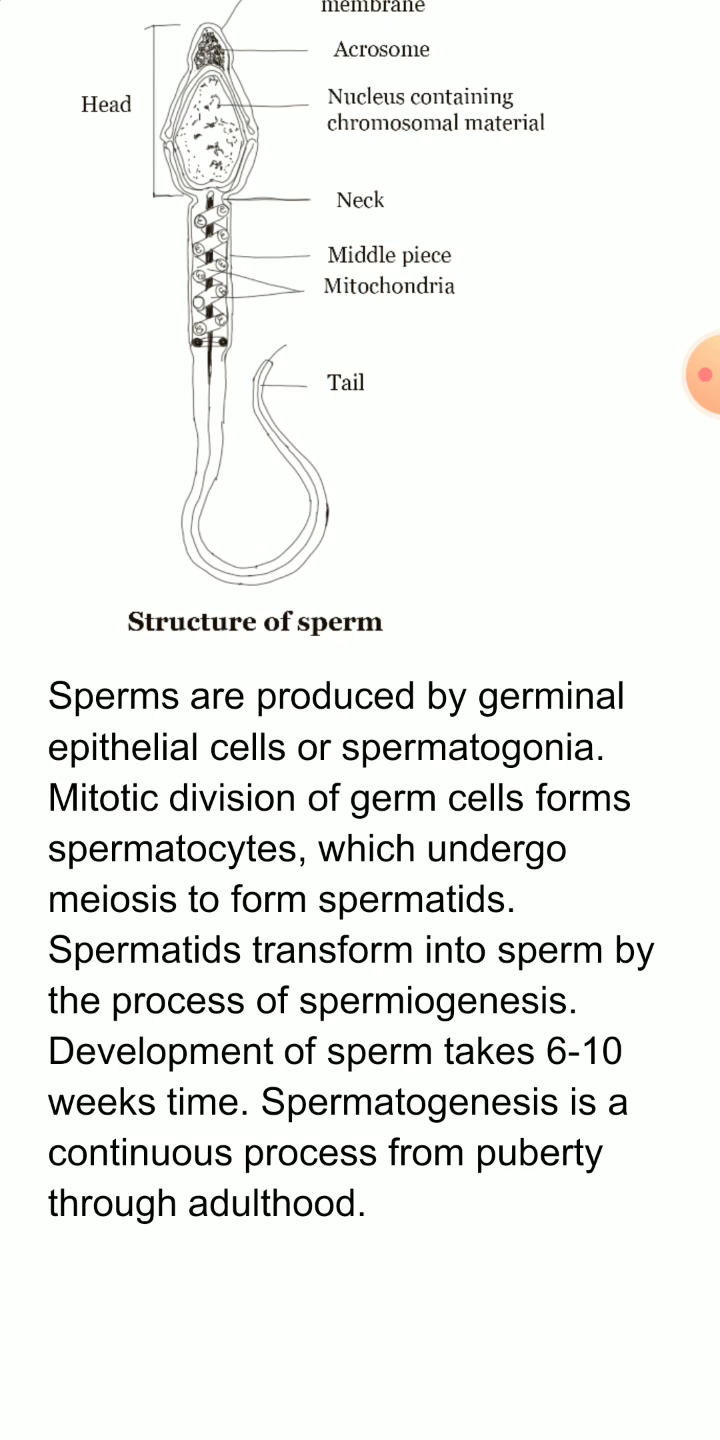 membrane
Acrosome
Head
Nucleus containing
chromosomal material
Neck
Middle piece
Mitochondria
Tail
Structure of sperm
Sperms are produced by germinal
epithelial cells or spermatogonia.
Mitotic division of germ cells forms
spermatocytes, which undergo
meiosis to form spermatids.
Spermatids transform into sperm by
the process of spermiogenesis.
Development of sperm takes 6-10
weeks time. Spermatogenesis is a
continuous process from puberty
through adulthood.